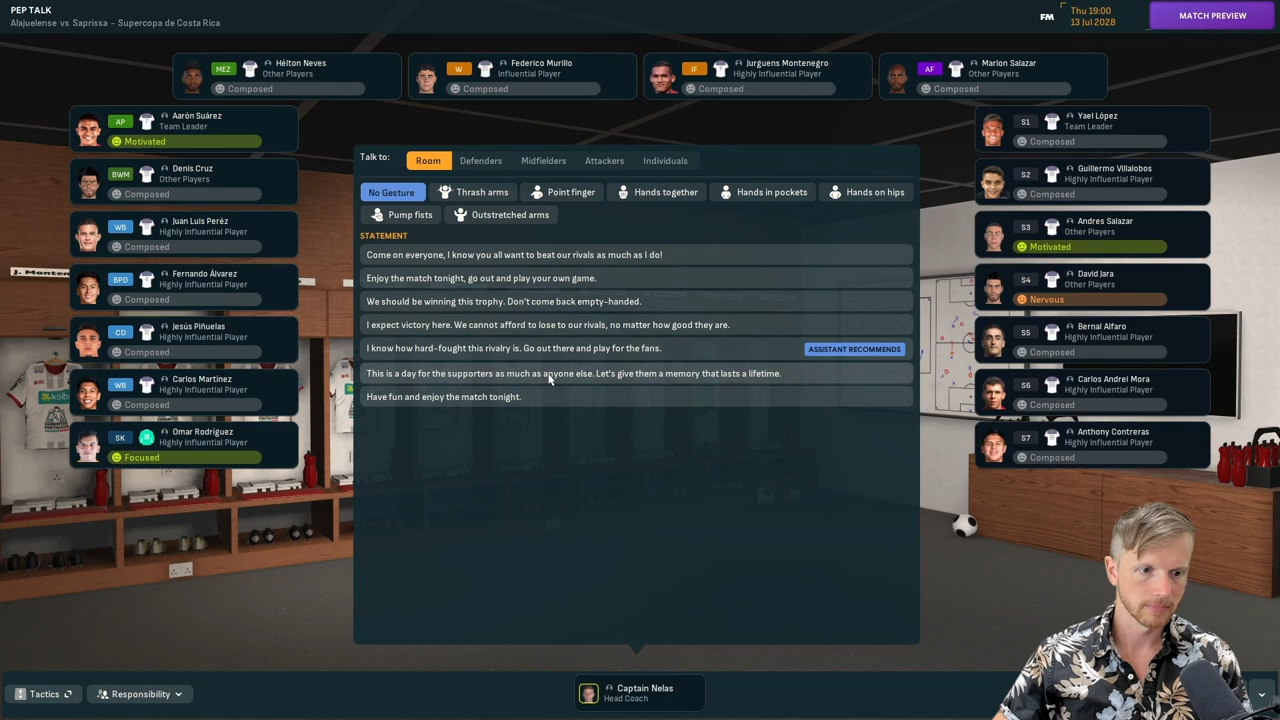 PEP TALK
Alajuelense vs Saprissa - Supercopa de Costa Rica
FM
Thu 19:00
13 Jul 2028
MATCH PREVIEW
MEZ
Hélton Neves
Other Players
Composed
W
Federico Murillo
Influential Player
Composed
IF
Jurguens Montenegro
Highly Influential Player
Composed
AF
Marlon Salazar
Other Players
Composed
AP
Aarón Suárez
Team Leader
Motivated
BWM
Denis Cruz
Other Players
Composed
WB
Juan Luis Peréz
Highly Influential Player
Composed
BPD
Fernando Álvarez
Highly Influential Player
Composed
CD
Jesús Piñuelas
Highly Influential Player
Composed
WB
Carlos Martínez
Highly Influential Player
Composed
SK
Omar Rodríguez
Highly Influential Player
Focused
J. Monten
Talk to:
Room
Defenders
Midfielders
Attackers
Individuals
No Gesture
Thrash arms
Point finger
Hands together
Hands in pockets
Hands on hips
Pump fists
Outstretched arms
STATEMENT
Come on everyone, I know you all want to beat our rivals as much as I do!
Enjoy the match tonight, go out and play your own game.
We should be winning this trophy. Don't come back empty-handed.
I expect victory here. We cannot afford to lose to our rivals, no matter how good they are.
I know how hard-fought this rivalry is. Go out there and play for the fans.
ASSISTANT RECOMMENDS
This is a day for the supporters as much as anyone else. Let's give them a memory that lasts a lifetime.
Have fun and enjoy the match tonight.
S1
Yael López
Team Leader
Composed
S2
Guillermo Villalobos
Highly Influential Player
Composed
S3
Andres Salazar
Other Players
Motivated
S4
David Jara
Other Players
Nervous
S5
Bernal Alfaro
Highly Influential Player
Composed
S6
Carlos Andrei Mora
Highly Influential Player
Composed
S7
Anthony Contreras
Highly Influential Player
Composed
Tactics
Responsibility
Captain Nelas
Head Coach